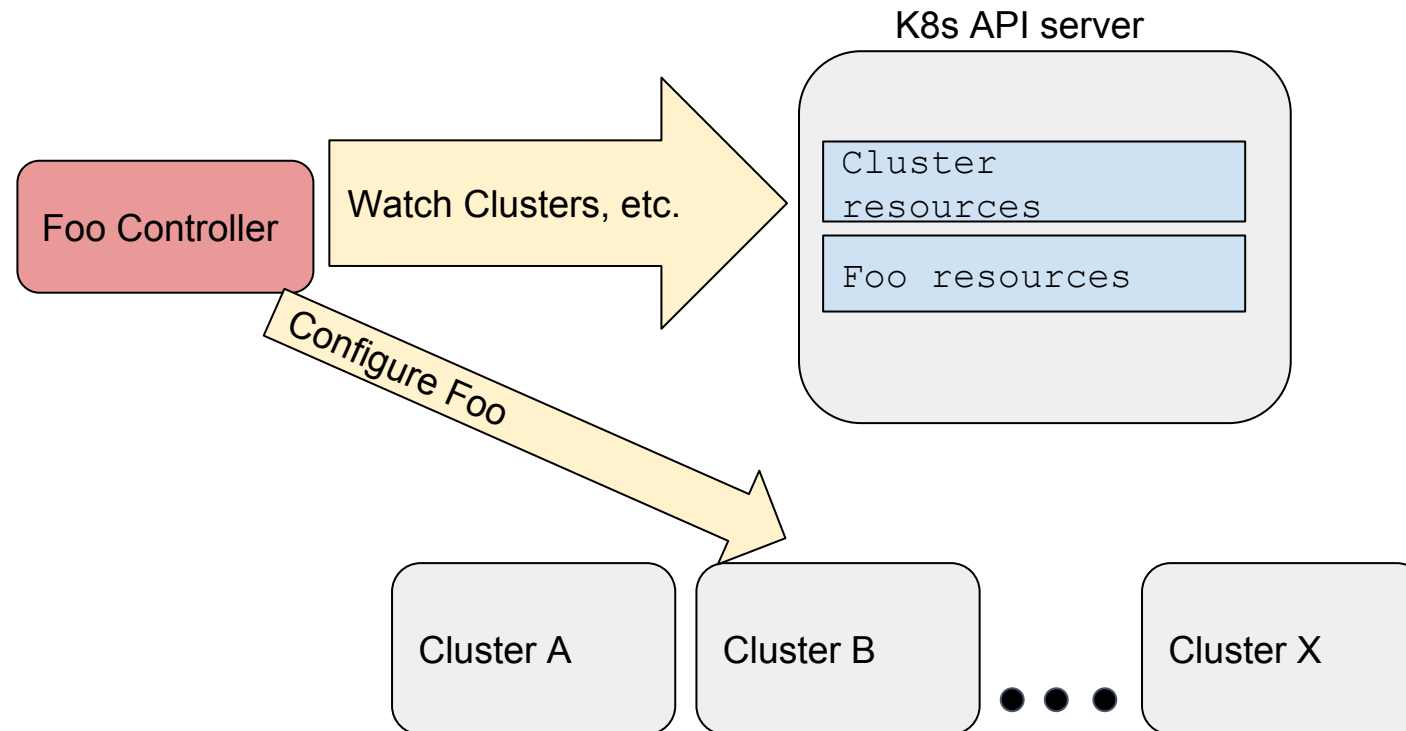 K8s API server
Cluster
resources
Foo Controller
Watch Clusters, etc.
Foo resources
Configure Foo
Cluster A
Cluster B
Cluster X